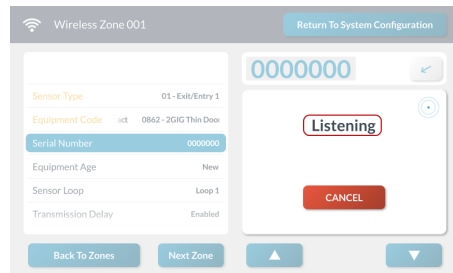 Wireless Zone 001
Return To System Configuration
0000000
Sensor Type 01 - Exit/Entry 1
Equipment Code act 0862 - 2GIG Thin Door
Serial Number 0000000
Equipment Age New
Sensor Loop Loop 1
Transmission Delay Enabled
Listening
CANCEL
Back To Zones
Next Zone